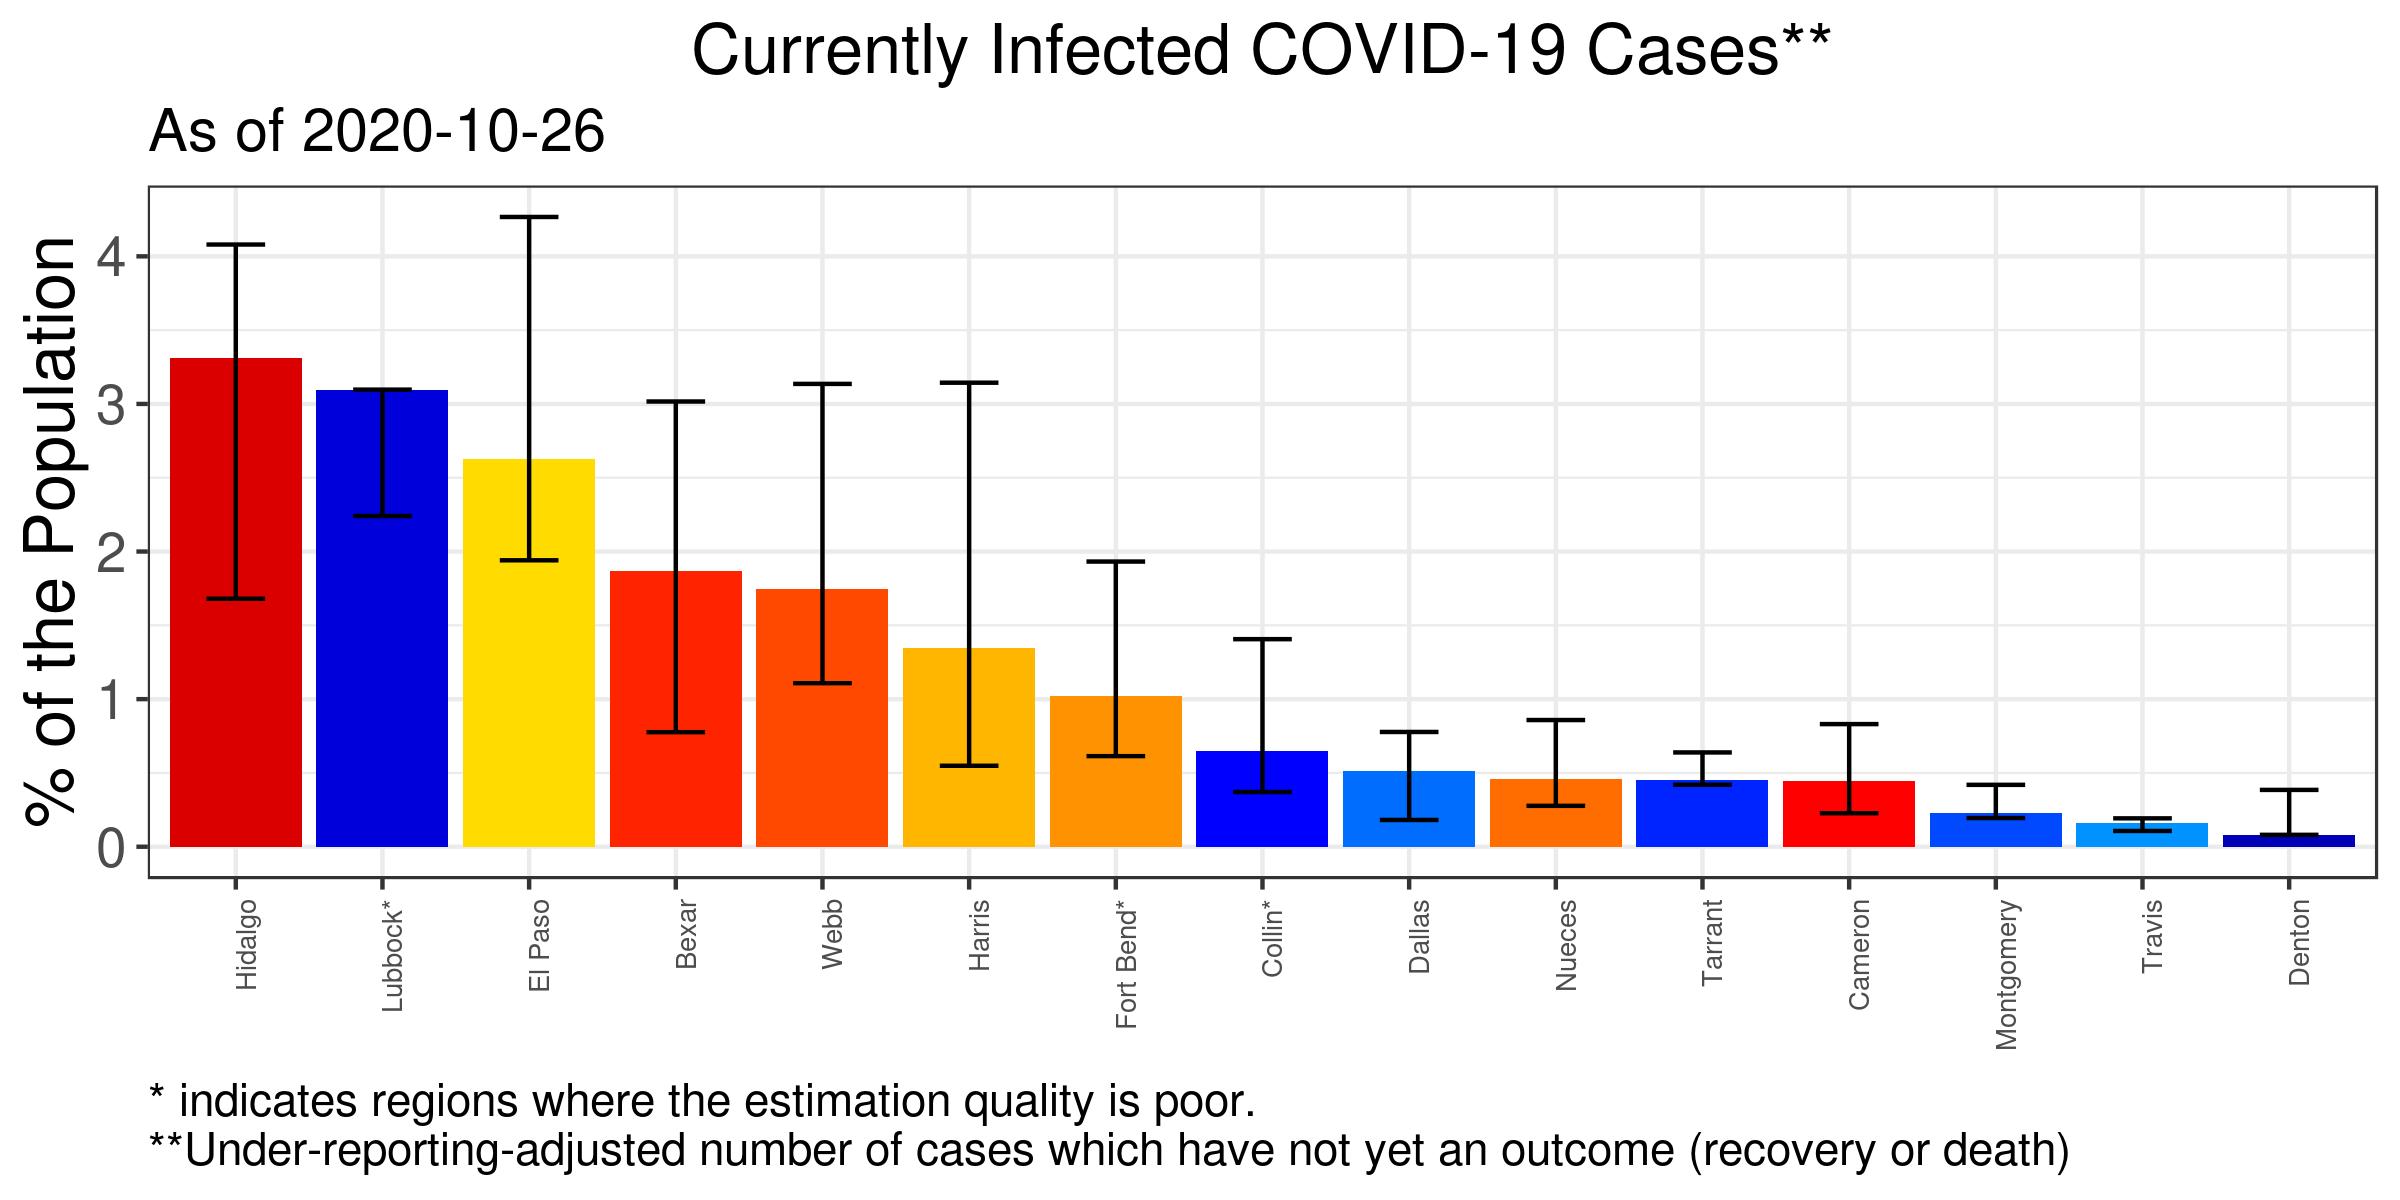 Currently Infected COVID-19 Cases**
As of 2020-10-26
% of the Population
4
3
2
1
0
Hidalgo
Lubbock*
El Paso
Bexar
Webb
Harris
Fort Bend*
Collin*
Dallas
Nueces
Tarrant
Cameron
Montgomery
Travis
Denton
* indicates regions where the estimation quality is poor.
**Under-reporting-adjusted number of cases which have not yet an outcome (recovery or death)